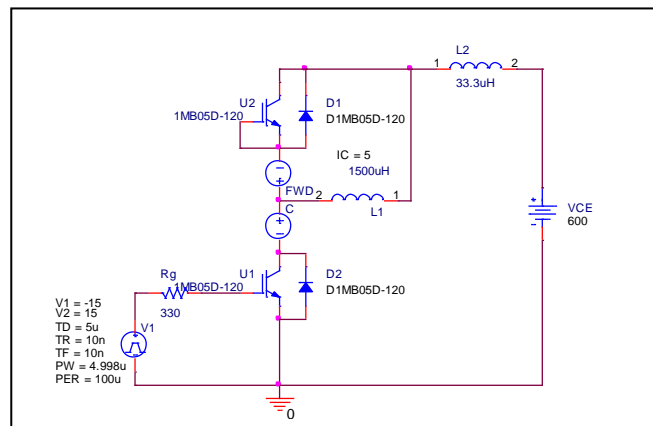 L2
1 2
33.3uH
U2
1MB05D-120
D1
D1MB05D-120
IC = 5
1500uH
FWD
2 1
L1
C
VCE
600
Rg
330
U1
1MB05D-120
D2
D1MB05D-120
V1 = -15
V2 = 15
TD = 5u
TR = 10n
TF = 10n
PW = 4.998u
PER = 100u
V1
0